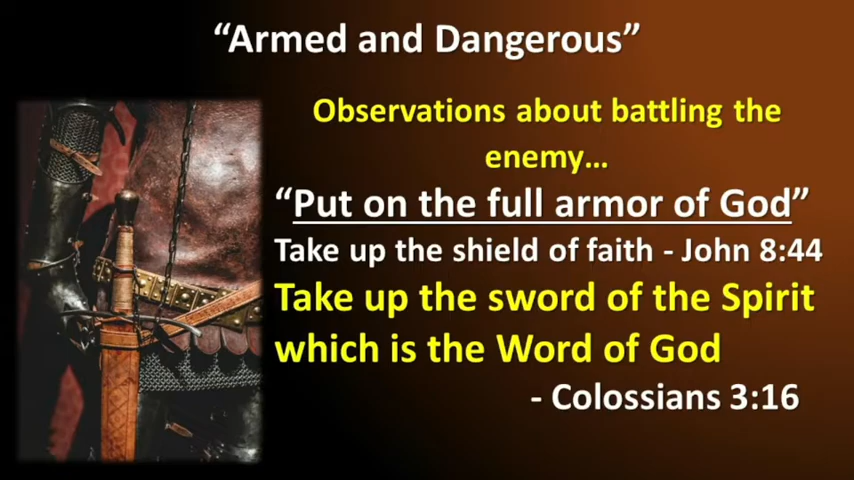 “Armed and Dangerous”
Observations about battling the
enemy...
“Put on the full armor of God”
Take up the shield of faith - John 8:44
Take up the sword of the Spirit
which is the Word of God
- Colossians 3:16